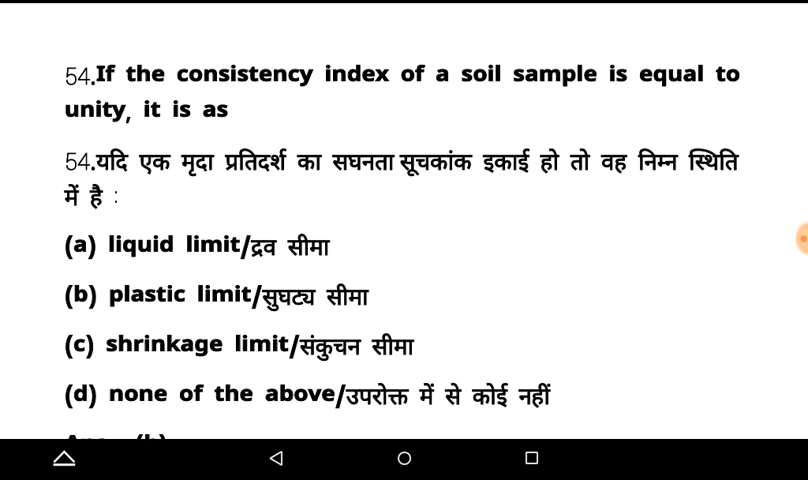 54.If the consistency index of a soil sample is equal to
unity, it is as
54.यदि एक मृदा प्रतिदर्श का सघनता सूचकांक इकाई हो तो वह निम्न स्थिति
में है :
(a) liquid limit/द्रव सीमा
(b) plastic limit/सुघट्य सीमा
(c) shrinkage limit/संकुचन सीमा
(d) none of the above/उपरोक्त में से कोई नहीं